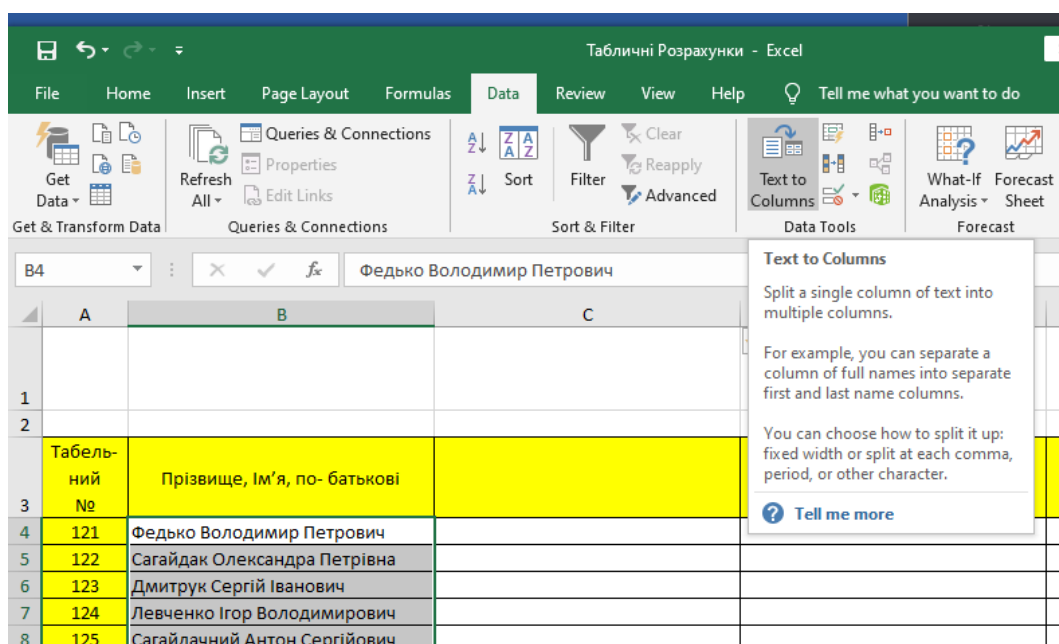 Табличні Розрахунки - Excel
File Home Insert Page Layout Formulas Data Review View Help Tell me what you want to do
Get Data
Refresh All
Queries & Connections
Properties
Edit Links
Sort
Filter
Clear
Reapply
Advanced
Text to Columns
What-If Analysis
Forecast Sheet
Get & Transform Data Queries & Connections Sort & Filter Data Tools Forecast
B4 fx Федько Володимир Петрович
Text to Columns
Split a single column of text into
multiple columns.
For example, you can separate a
column of full names into separate
first and last name columns.
You can choose how to split it up:
fixed width or split at each comma,
period, or other character.
Tell me more
A B C
1
2
Табель-
ний
3 № Прізвище, Ім’я, по- батькові
4 121 Федько Володимир Петрович
5 122 Сагайдак Олександра Петрівна
6 123 Дмитрук Сергій Іванович
7 124 Левченко Ігор Володимирович
8 125 Сагайдачний Антон Сергійович